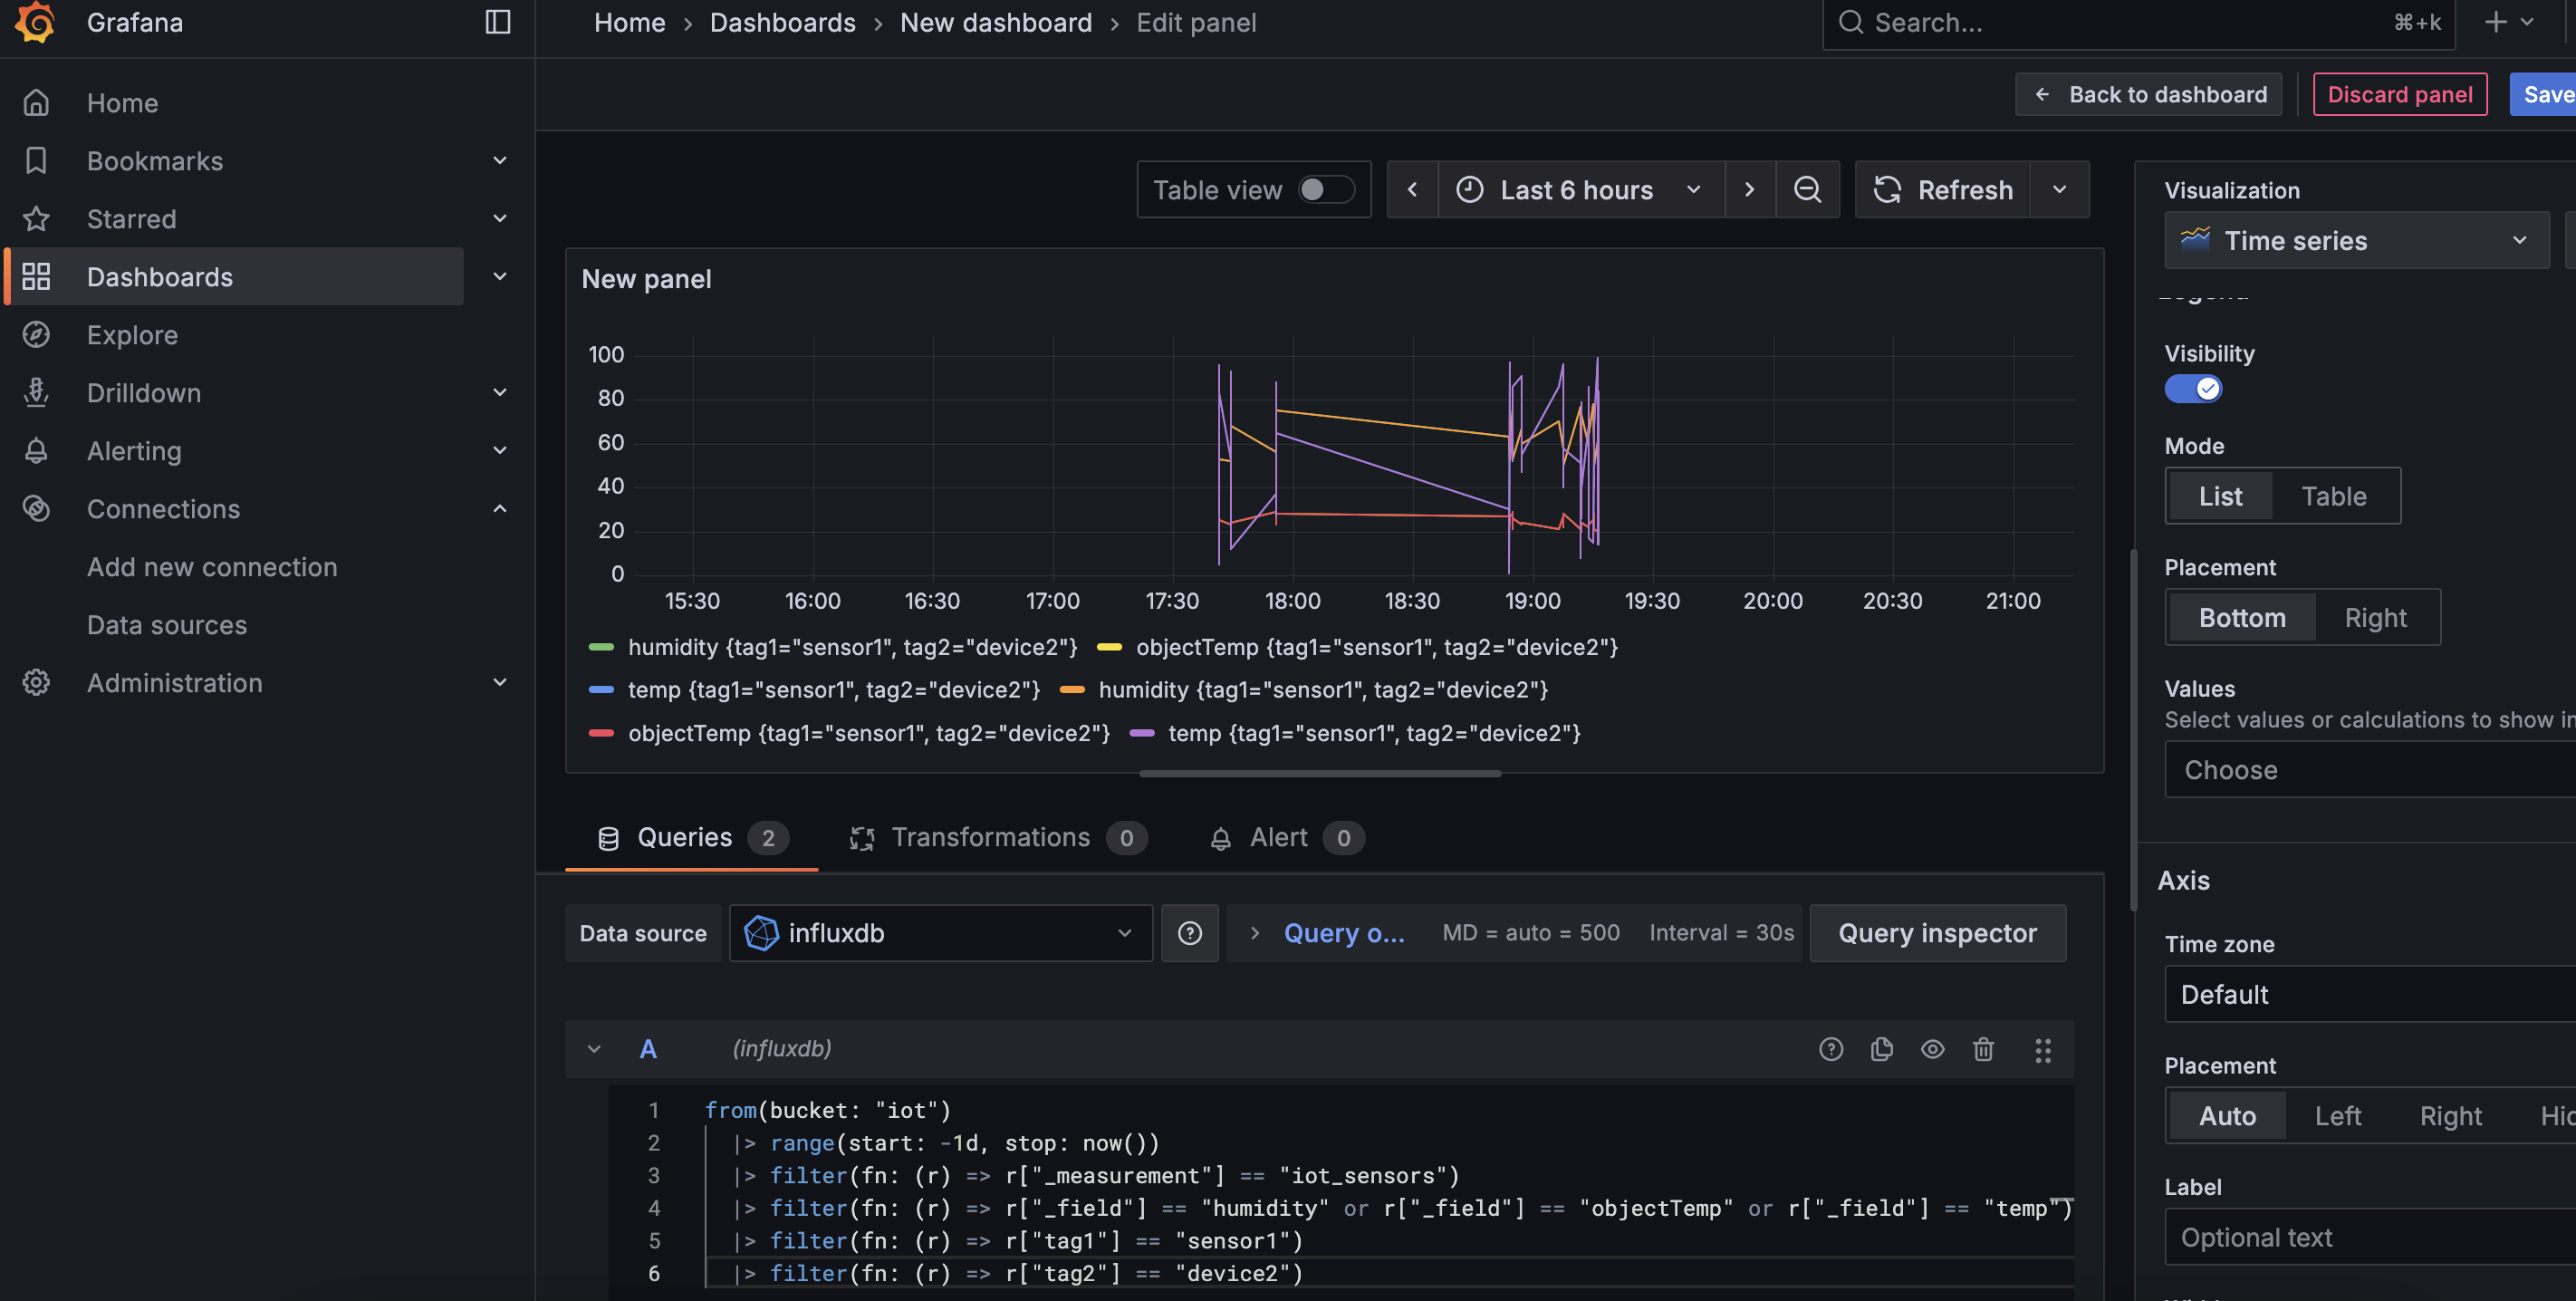 Grafana
Home › Dashboards › New dashboard › Edit panel
Search...
⌘+k
Home
Bookmarks
Starred
Dashboards
Explore
Drilldown
Alerting
Connections
Add new connection
Data sources
Administration
Back to dashboard
Discard panel
Save
Table view
Last 6 hours
Refresh
New panel
100
80
60
40
20
0
15:30 16:00 16:30 17:00 17:30 18:00 18:30 19:00 19:30 20:00 20:30 21:00
humidity {tag1="sensor1", tag2="device2"} objectTemp {tag1="sensor1", tag2="device2"}
temp {tag1="sensor1", tag2="device2"} humidity {tag1="sensor1", tag2="device2"}
objectTemp {tag1="sensor1", tag2="device2"} temp {tag1="sensor1", tag2="device2"}
Queries 2 Transformations 0 Alert 0
Data source influxdb Query o... MD = auto = 500 Interval = 30s Query inspector
A (influxdb)
1 from(bucket: "iot")
2 |> range(start: -1d, stop: now())
3 |> filter(fn: (r) => r["_measurement"] == "iot_sensors")
4 |> filter(fn: (r) => r["_field"] == "humidity" or r["_field"] == "objectTemp" or r["_field"] == "temp")
5 |> filter(fn: (r) => r["tag1"] == "sensor1")
6 |> filter(fn: (r) => r["tag2"] == "device2")
Visualization
Time series
Visibility
Mode
List Table
Placement
Bottom Right
Values
Select values or calculations to show in
Choose
Axis
Time zone
Default
Placement
Auto Left Right
Label
Optional text